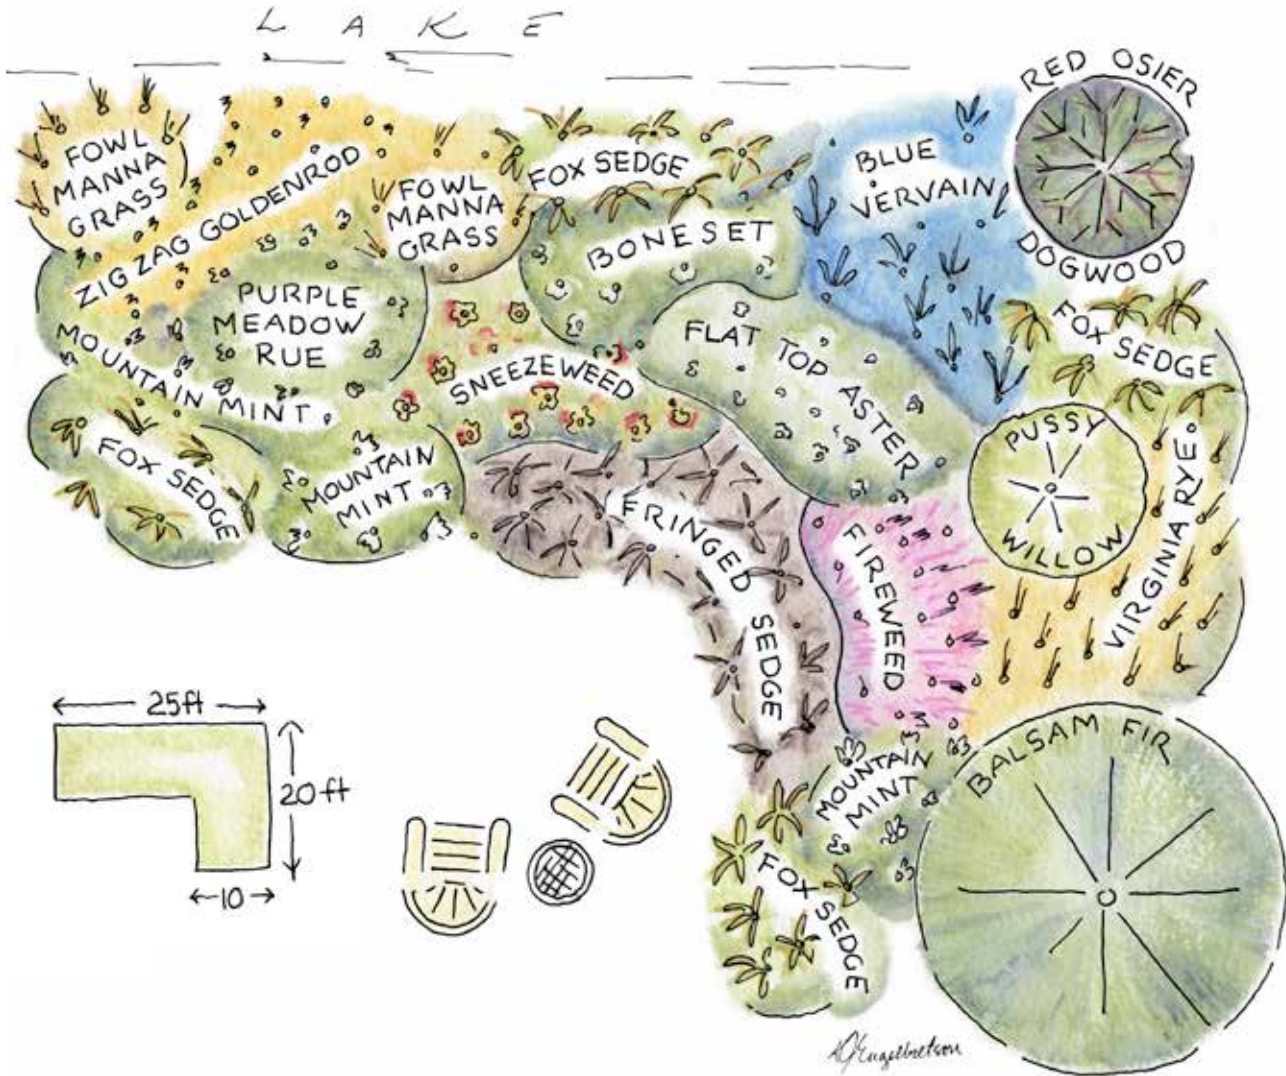 LAKE
RED OSIER
DOGWOOD
FOWL
MANNA
GRASS
ZIG ZAG GOLDENROD
FOWL
MANNA
GRASS
FOX SEDGE
BONESET
BLUE
VERVAIN
PURPLE
MEADOW
RUE
MOUNTAIN MINT
SNEEZEWEED
FLAT TOP ASTER
FOX SEDGE
FOX SEDGE
MOUNTAIN
MINT
FRINGED SEDGE
PUSSY
WILLOW
VIRGINIA RYE
FIREWEED
25ft
20ft
10
BALSAM FIR
MOUNTAIN
MINT
FOX SEDGE
Engelbretson